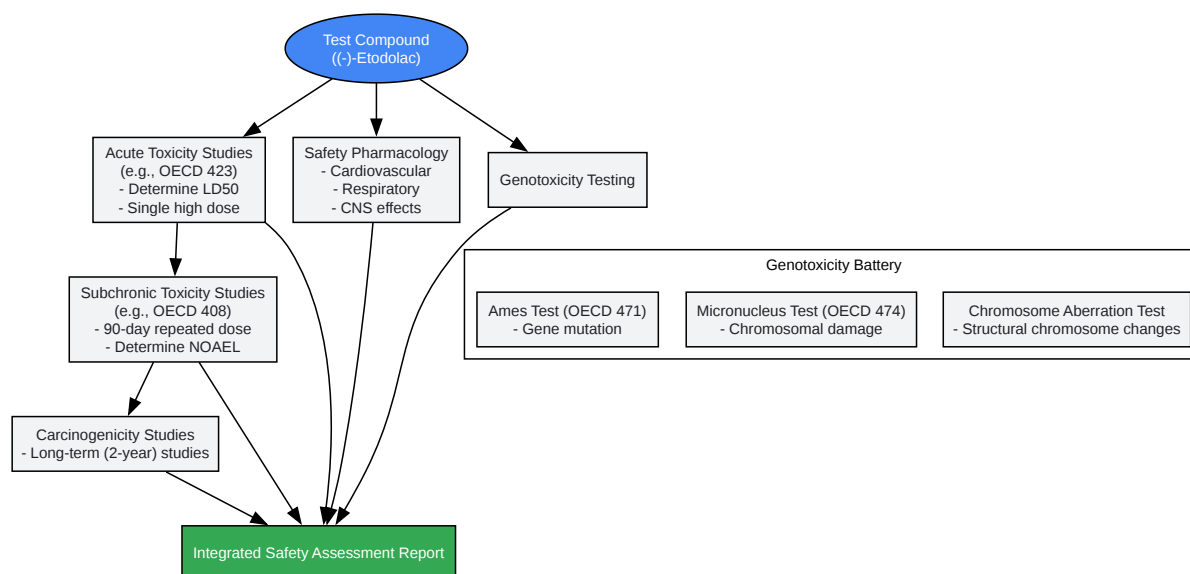 Test Compound
((-)-Etodolac)
Acute Toxicity Studies
(e.g., OECD 423)
- Determine LD50
- Single high dose
Safety Pharmacology
- Cardiovascular
- Respiratory
- CNS effects
Genotoxicity Testing
Genotoxicity Battery
Ames Test (OECD 471)
- Gene mutation
Micronucleus Test (OECD 474)
- Chromosomal damage
Chromosome Aberration Test
- Structural chromosome changes
Subchronic Toxicity Studies
(e.g., OECD 408)
- 90-day repeated dose
- Determine NOAEL
Carcinogenicity Studies
- Long-term (2-year) studies
Integrated Safety Assessment Report